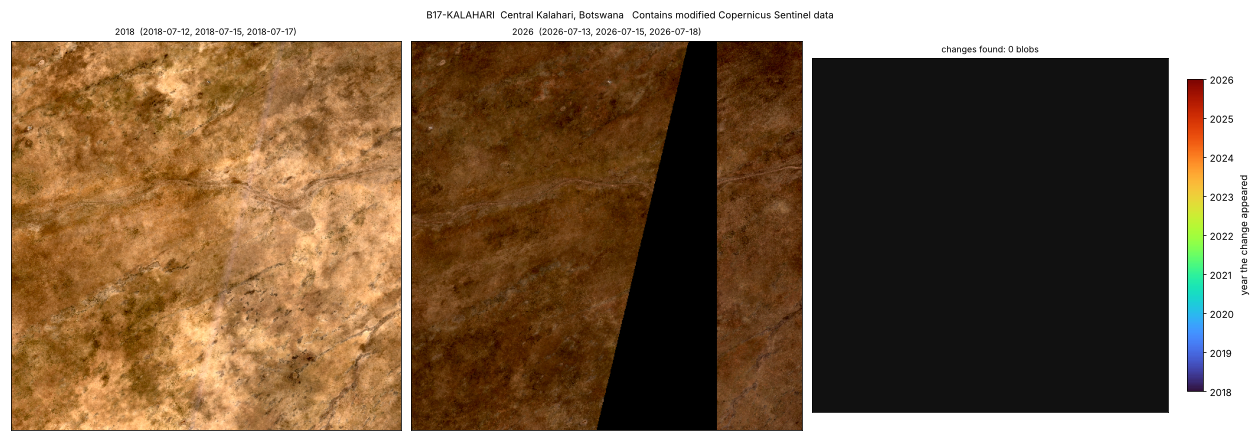 B17-KALAHARI  Central Kalahari, Botswana   Contains modified Copernicus Sentinel data
2018  (2018-07-12, 2018-07-15, 2018-07-17)
2026  (2026-07-13, 2026-07-15, 2026-07-18)
changes found: 0 blobs
2026
2025
2024
2023
2022
2021
2020
2019
2018
year the change appeared